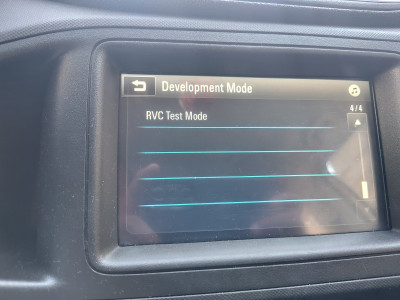 Development Mode
4/4
RVC Test Mode